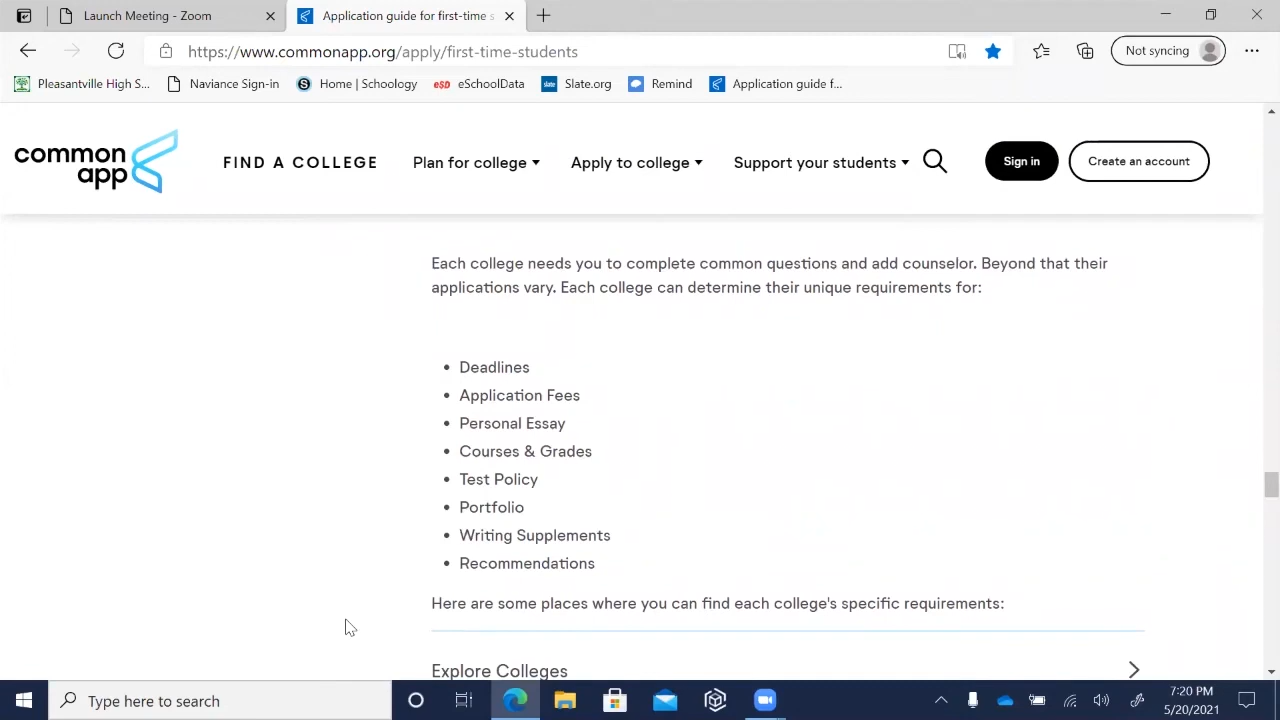 Launch Meeting - Zoom
Application guide for first-time s
https://www.commonapp.org/apply/first-time-students
Not syncing
Pleasantville High S...
Naviance Sign-in
Home | Schoology
eSD eSchoolData
slate Slate.org
Remind
Application guide f...
common
app
FIND A COLLEGE
Plan for college
Apply to college
Support your students
Sign in
Create an account
Each college needs you to complete common questions and add counselor. Beyond that their
applications vary. Each college can determine their unique requirements for:
• Deadlines
• Application Fees
• Personal Essay
• Courses & Grades
• Test Policy
• Portfolio
• Writing Supplements
• Recommendations
Here are some places where you can find each college's specific requirements:
Explore Colleges
Type here to search
7:20 PM
5/20/2021